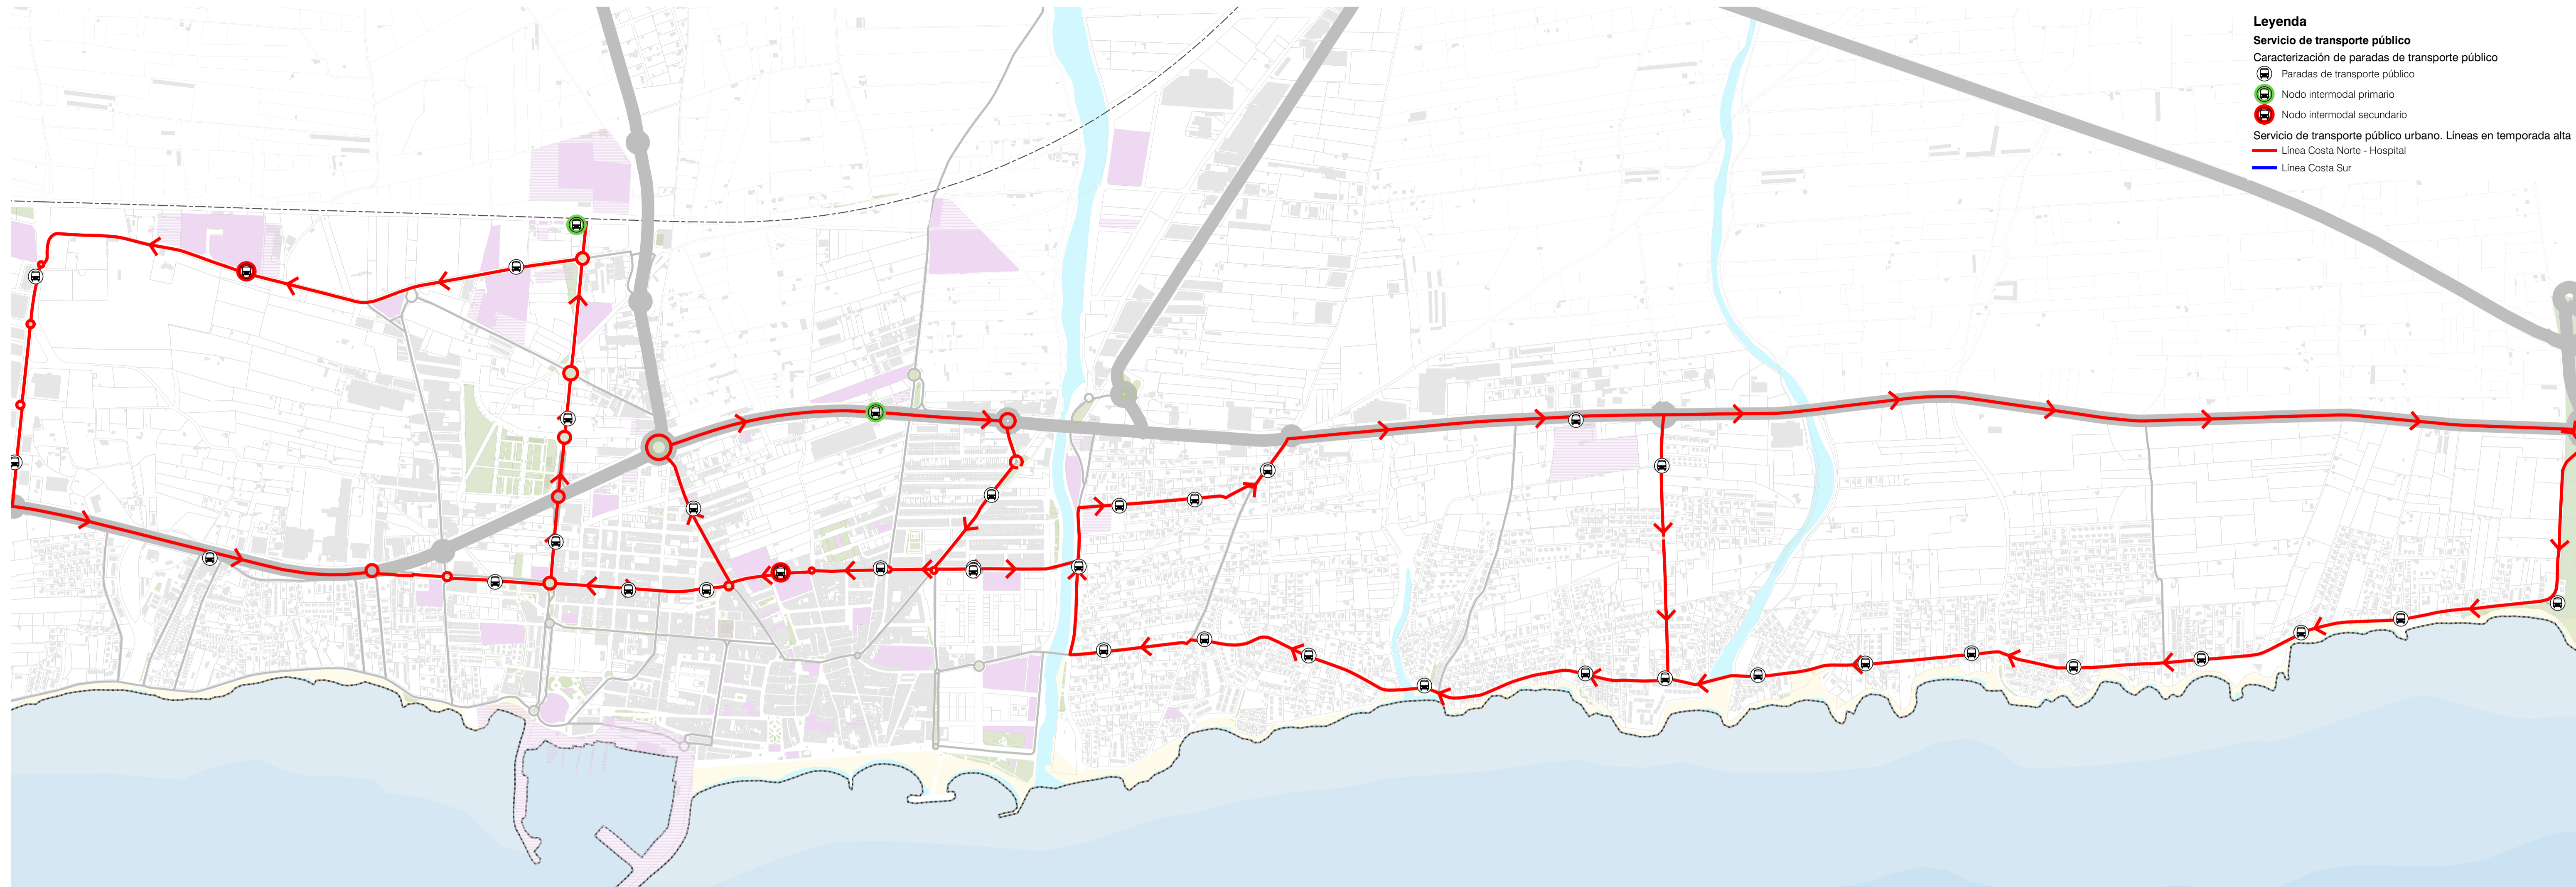 Leyenda
Servicio de transporte público
Caracterización de paradas de transporte público
Paradas de transporte público
Nodo intermodal primario
Nodo intermodal secundario
Servicio de transporte público urbano. Líneas en temporada alta
Línea Costa Norte - Hospital
Línea Costa Sur